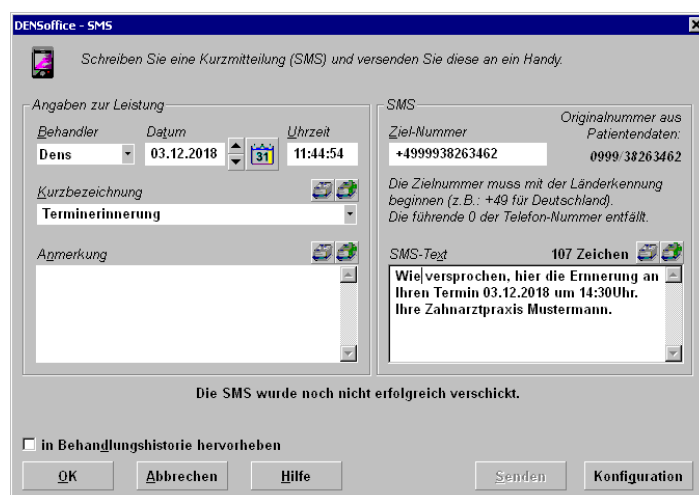 DENSoffice - SMS
Schreiben Sie eine Kurzmitteilung (SMS) und versenden Sie diese an ein Handy.
Angaben zur Leistung
Behandler Datum Uhrzeit
Dens 03.12.2018 31 11:44:54
Kurzbezeichnung
Terminerinnerung
Anmerkung
SMS
Ziel-Nummer Originalnummer aus
Patientendaten:
+4999938263462 0999/38263462
Die Zielnummer muss mit der Länderkennung
beginnen (z.B.: +49 für Deutschland).
Die führende 0 der Telefon-Nummer entfällt.
SMS-Text 107 Zeichen
Wie versprochen, hier die Ernnerung an
Ihren Termin 03.12.2018 um 14:30Uhr.
Ihre Zahnarztpraxis Mustermann.
Die SMS wurde noch nicht erfolgreich verschickt.
in Behandlungshistorie hervorheben
OK Abbrechen Hilfe Senden Konfiguration